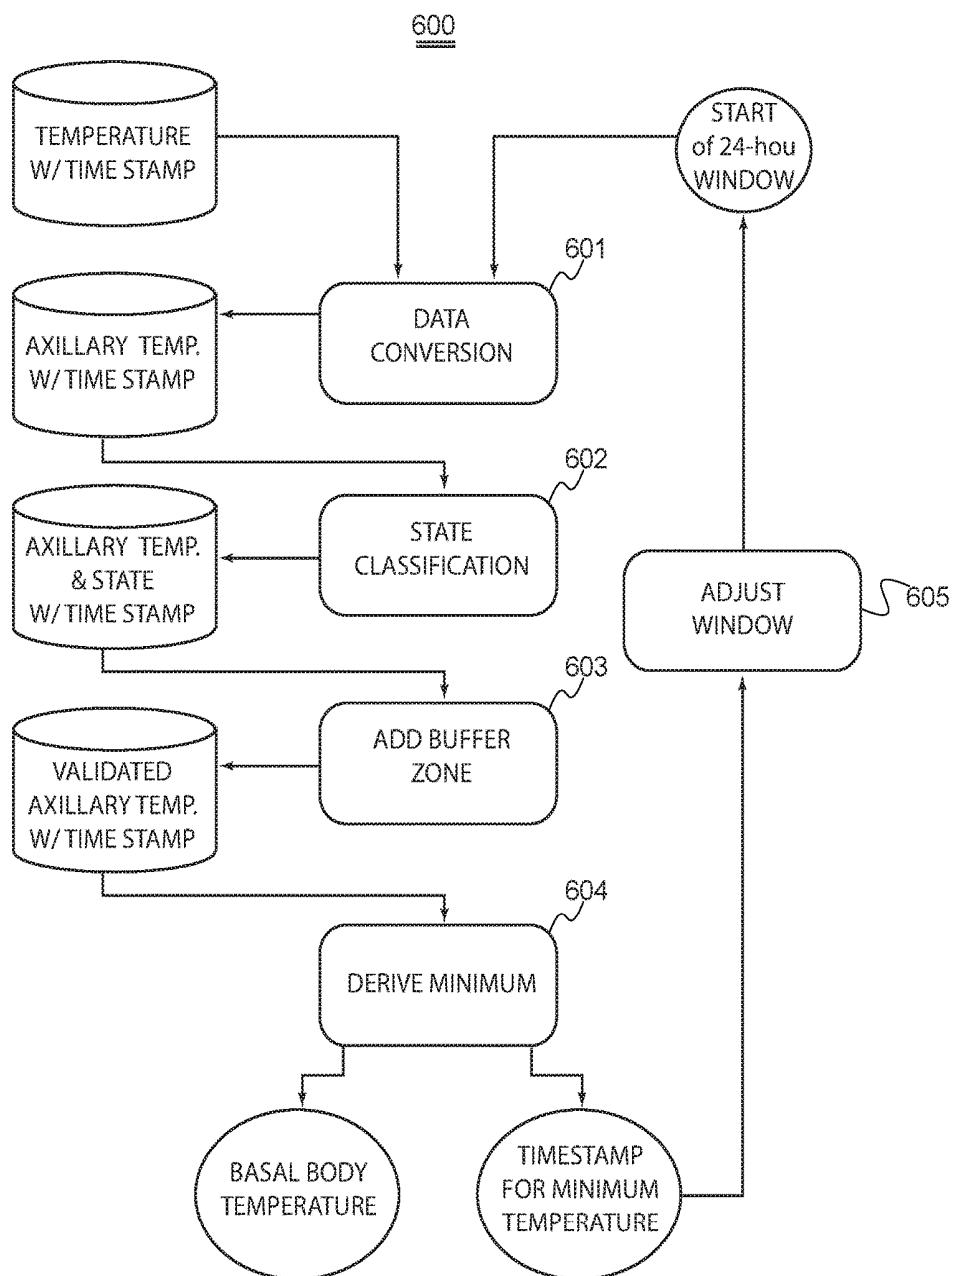 600
TEMPERATURE
W/ TIME STAMP
START
of 24-hou
WINDOW
601
DATA
CONVERSION
AXILLARY TEMP.
W/ TIME STAMP
602
STATE
CLASSIFICATION
AXILLARY TEMP.
& STATE
W/ TIME STAMP
ADJUST
WINDOW
605
603
ADD BUFFER
ZONE
VALIDATED
AXILLARY TEMP.
W/ TIME STAMP
604
DERIVE MINIMUM
BASAL BODY
TEMPERATURE
TIMESTAMP
FOR MINIMUM
TEMPERATURE